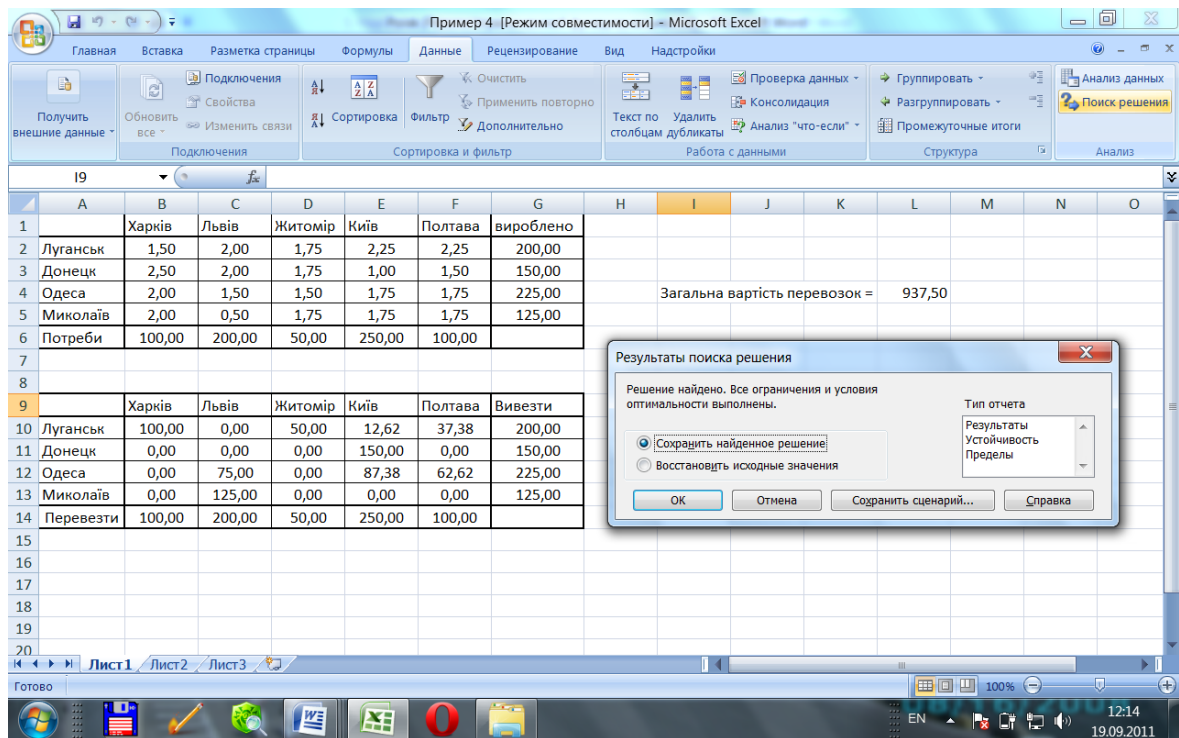 Пример 4 [Режим совместимости] - Microsoft Excel
Главная Вставка Разметка страницы Формулы Данные Рецензирование Вид Надстройки
Получить внешние данные
Обновить все
Подключения
Свойства
Изменить связи
Подключения
Сортировка
Фильтр
Очистить
Применить повторно
Дополнительно
Сортировка и фильтр
Текст по столбцам
Удалить дубликаты
Проверка данных
Консолидация
Анализ "что-если"
Работа с данными
Группировать
Разгруппировать
Промежуточные итоги
Структура
Анализ данных
Поиск решения
Анализ
I9 fx
A B C D E F G H I J K L M N O
1 Харків Львів Житомір Київ Полтава вироблено
2 Луганськ 1,50 2,00 1,75 2,25 2,25 200,00
3 Донецк 2,50 2,00 1,75 1,00 1,50 150,00
4 Одеса 2,00 1,50 1,50 1,75 1,75 225,00 Загальна вартість перевозок = 937,50
5 Миколаїв 2,00 0,50 1,75 1,75 1,75 125,00
6 Потреби 100,00 200,00 50,00 250,00 100,00
7
8
9 Харків Львів Житомір Київ Полтава Вивезти
10 Луганськ 100,00 0,00 50,00 12,62 37,38 200,00
11 Донецк 0,00 0,00 0,00 150,00 0,00 150,00
12 Одеса 0,00 75,00 0,00 87,38 62,62 225,00
13 Миколаїв 0,00 125,00 0,00 0,00 0,00 125,00
14 Перевезти 100,00 200,00 50,00 250,00 100,00
15
16
17
18
19
20
Результаты поиска решения
Решение найдено. Все ограничения и условия
оптимальности выполнены.
Тип отчета
Результаты
Устойчивость
Пределы
Сохранить найденное решение
Восстановить исходные значения
ОК Отмена Сохранить сценарий... Справка
Лист1 Лист2 Лист3
Готово 100%
EN 12:14
19.09.2011